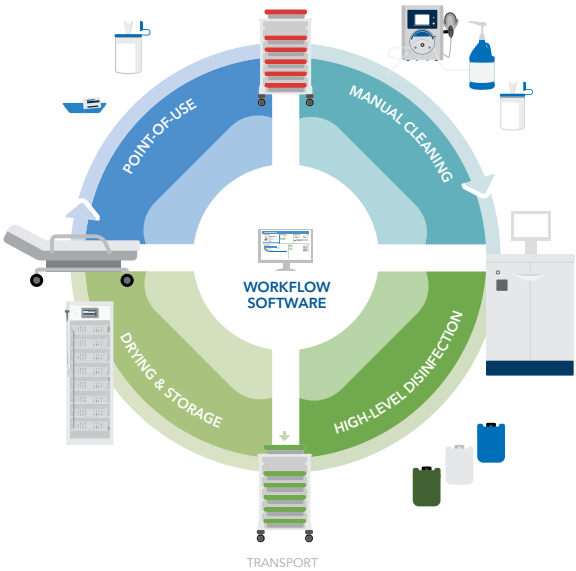 POINT-OF-USE
MANUAL CLEANING
WORKFLOW
SOFTWARE
DRYING & STORAGE
HIGH-LEVEL DISINFECTION
TRANSPORT